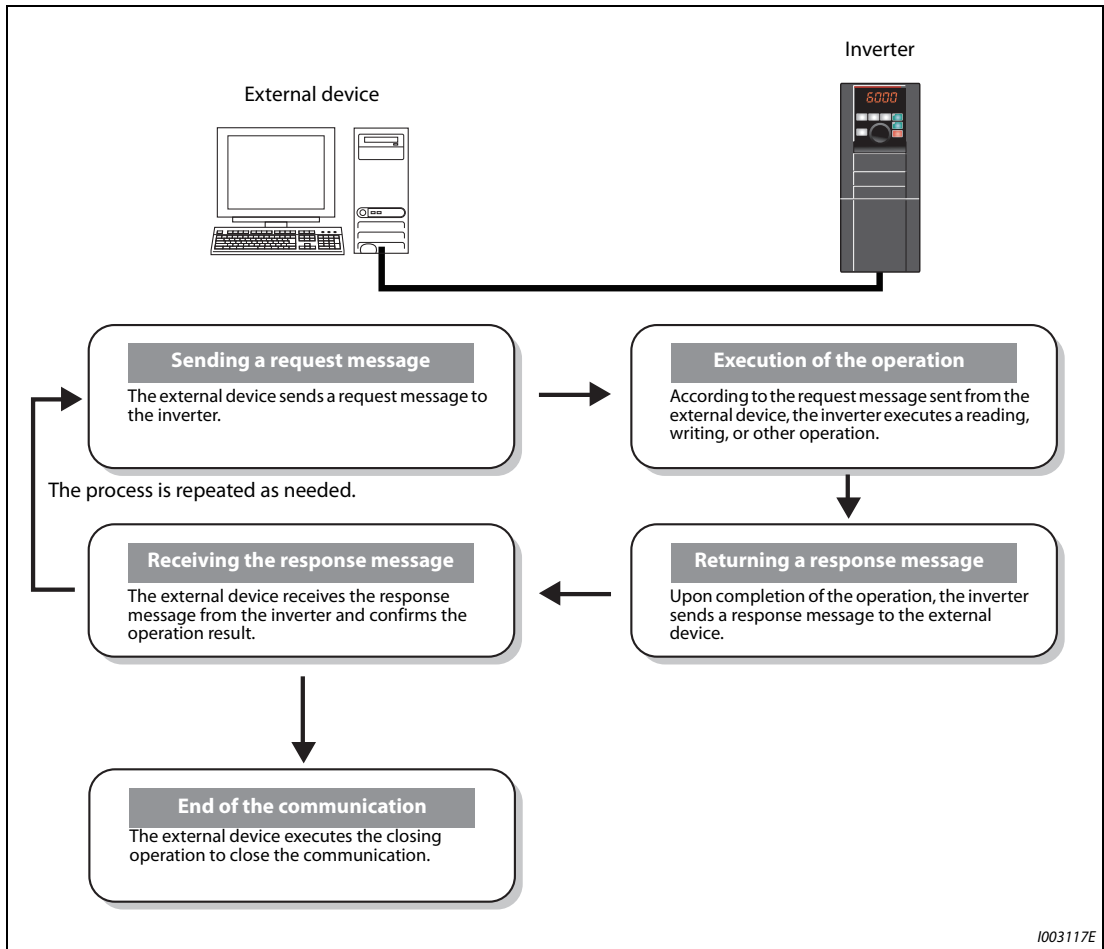 Inverter
External device
6000
Sending a request message
The external device sends a request message to
the inverter.
Execution of the operation
According to the request message sent from the
external device, the inverter executes a reading,
writing, or other operation.
The process is repeated as needed.
Receiving the response message
The external device receives the response
message from the inverter and confirms the
operation result.
Returning a response message
Upon completion of the operation, the inverter
sends a response message to the external
device.
End of the communication
The external device executes the closing
operation to close the communication.
I003117E